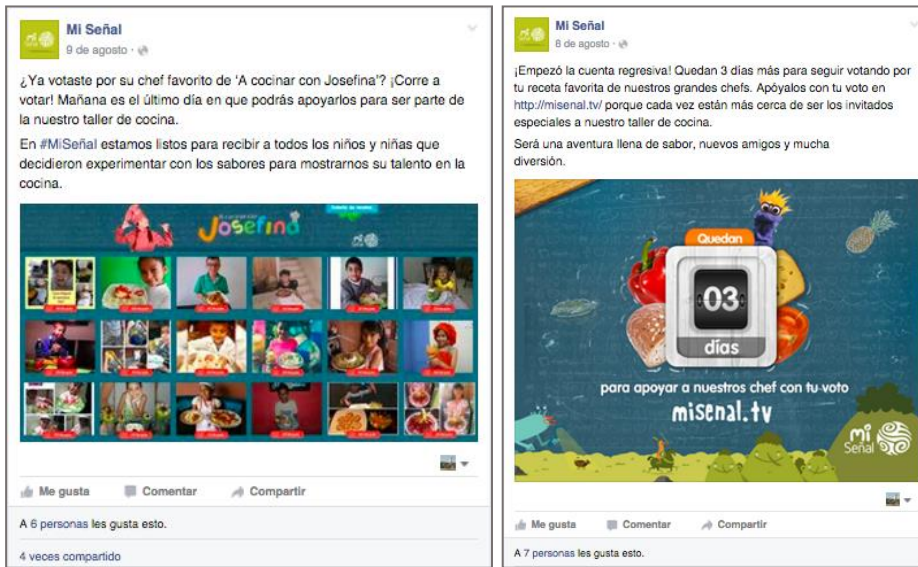 Mi Señal
9 de agosto
¿Ya votaste por su chef favorito de 'A cocinar con Josefina'? ¡Corre a
votar! Mañana es el último día en que podrás apoyarlos para ser parte de
la nuestro taller de cocina.
En #MiSeñal estamos listos para recibir a todos los niños y niñas que
decidieron experimentar con los sabores para mostrarnos su talento en la
cocina.
Josefina
mi
Me gusta Comentar Compartir
A 6 personas les gusta esto.
4 veces compartido
Mi Señal
8 de agosto
¡Empezó la cuenta regresiva! Quedan 3 días más para seguir votando por
tu receta favorita de nuestros grandes chefs. Apóyalos con tu voto en
http://misenal.tv/ porque cada vez están más cerca de ser los invitados
especiales a nuestro taller de cocina.
Será una aventura llena de sabor, nuevos amigos y mucha
diversión.
Quedan
03
días
para apoyar a nuestros chef con tu voto
misenal.tv
mi
Señal
Me gusta Comentar Compartir
A 7 personas les gusta esto.